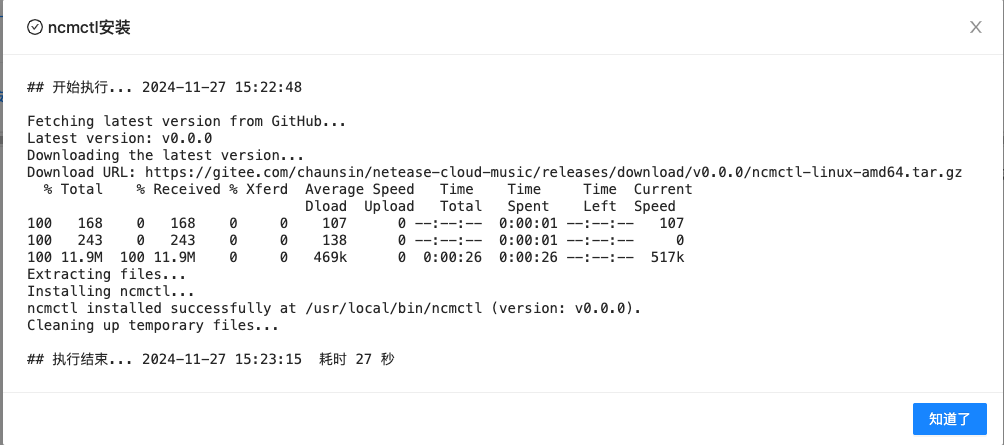 ncmctl安装
## 开始执行... 2024-11-27 15:22:48
Fetching latest version from GitHub...
Latest version: v0.0.0
Downloading the latest version...
Download URL: https://gitee.com/chaunsin/netease-cloud-music/releases/download/v0.0.0/ncmctl-linux-amd64.tar.gz
  % Total    % Received % Xferd  Average Speed   Time    Time     Time  Current
                                 Dload  Upload   Total   Spent    Left  Speed
100   168    0   168    0     0    107      0 --:--:--  0:00:01 --:--:--   107
100   243    0   243    0     0    138      0 --:--:--  0:00:01 --:--:--     0
100 11.9M  100 11.9M    0     0   469k      0  0:00:26  0:00:26 --:--:--  517k
Extracting files...
Installing ncmctl...
ncmctl installed successfully at /usr/local/bin/ncmctl (version: v0.0.0).
Cleaning up temporary files...
## 执行结束... 2024-11-27 15:23:15  耗时 27 秒
知道了